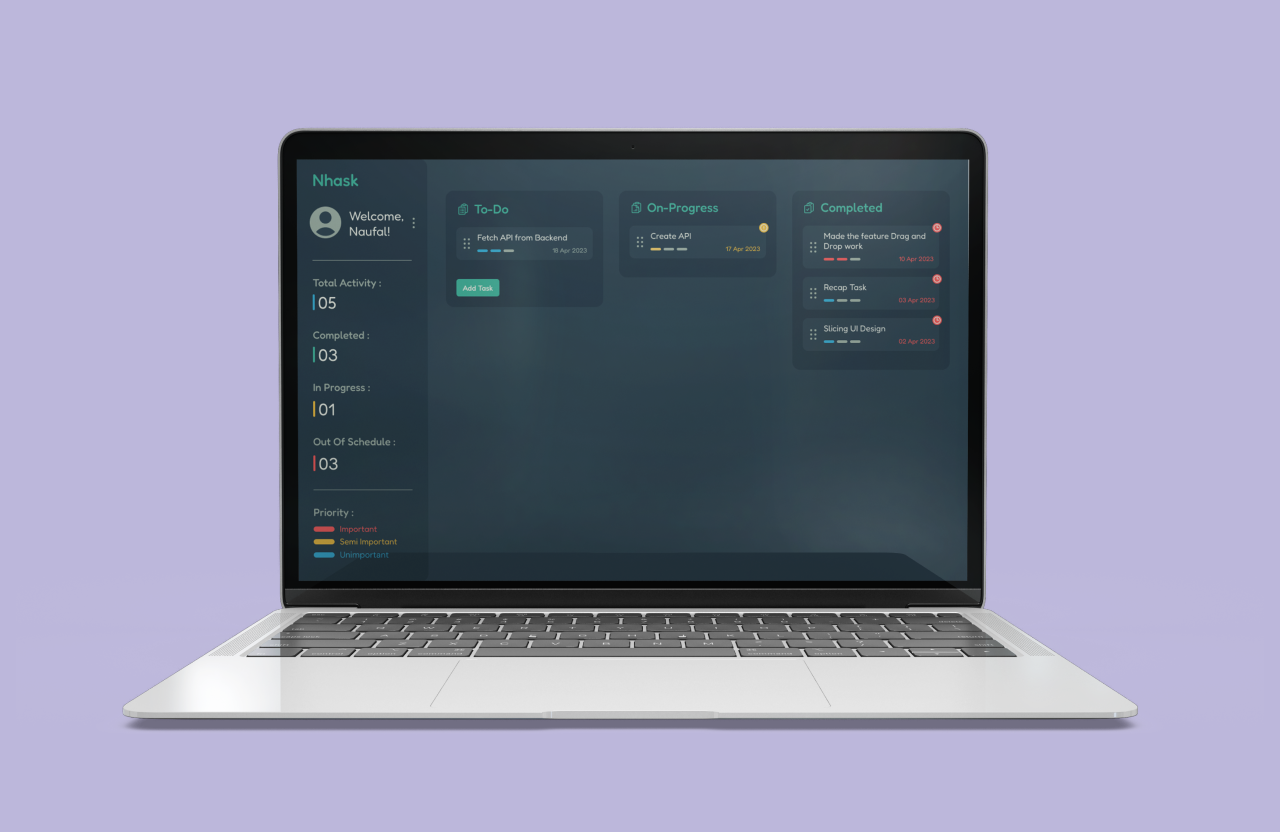 Nhask
Welcome,
Naufal!
Total Activity :
05
Completed :
03
In Progress :
01
Out Of Schedule :
03
Priority :
Important
Semi Important
Unimportant
To-Do
Fetch API from Backend
18 Apr 2023
Add Task
On-Progress
Create API
17 Apr 2023
Completed
Made the feature Drag and
Drop work
10 Apr 2023
Recap Task
03 Apr 2023
Slicing UI Design
02 Apr 2023